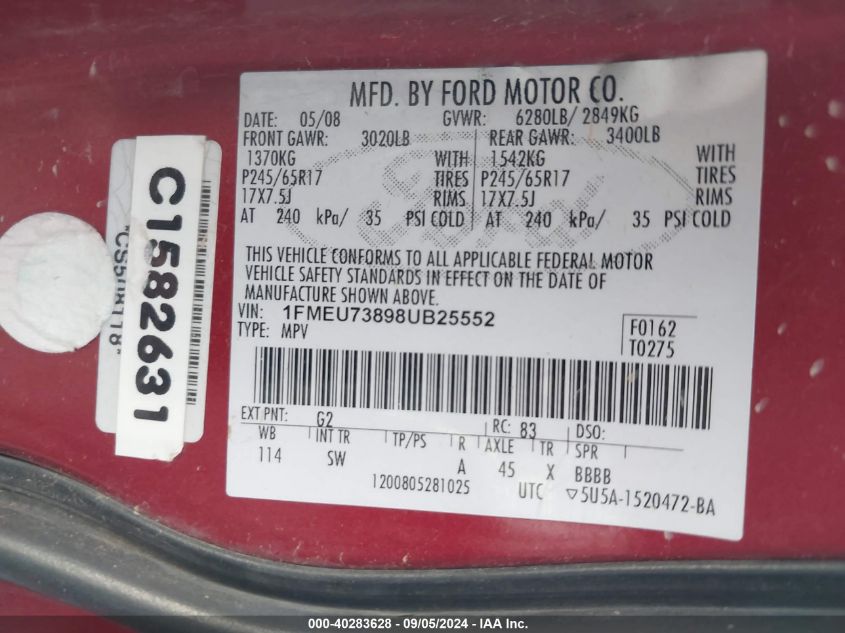 MFD. BY FORD MOTOR CO.
DATE: 05/08 GVWR: 6280LB/ 2849KG
FRONT GAWR: 3020LB REAR GAWR: 3400LB
1370KG WITH 1542KG WITH
P245/65R17 TIRES P245/65R17 TIRES
17X7.5J RIMS 17X7.5J RIMS
AT 240 kPa/ 35 PSI COLD AT 240 kPa/ 35 PSI COLD
Ford
THIS VEHICLE CONFORMS TO ALL APPLICABLE FEDERAL MOTOR
VEHICLE SAFETY STANDARDS IN EFFECT ON THE DATE OF
MANUFACTURE SHOWN ABOVE.
VIN: 1FMEU73898UB25552
TYPE: MPV
F0162
T0275
EXT PNT: G2 RC: 83 DSO:
WB INT TR TP/PS R AXLE TR SPR
114 SW A 45 X BBBB
1200805281025 UTC ▽5U5A-1520472-BA
C1582631
000-40283628 - 09/05/2024 - IAA, Inc.